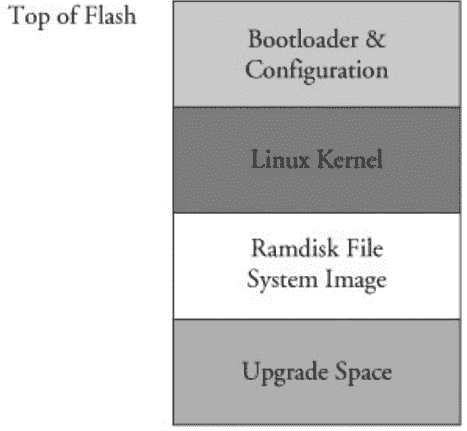 Top of Flash
Bootloader &
Configuration
Linux Kernel
Ramdisk File
System Image
Upgrade Space